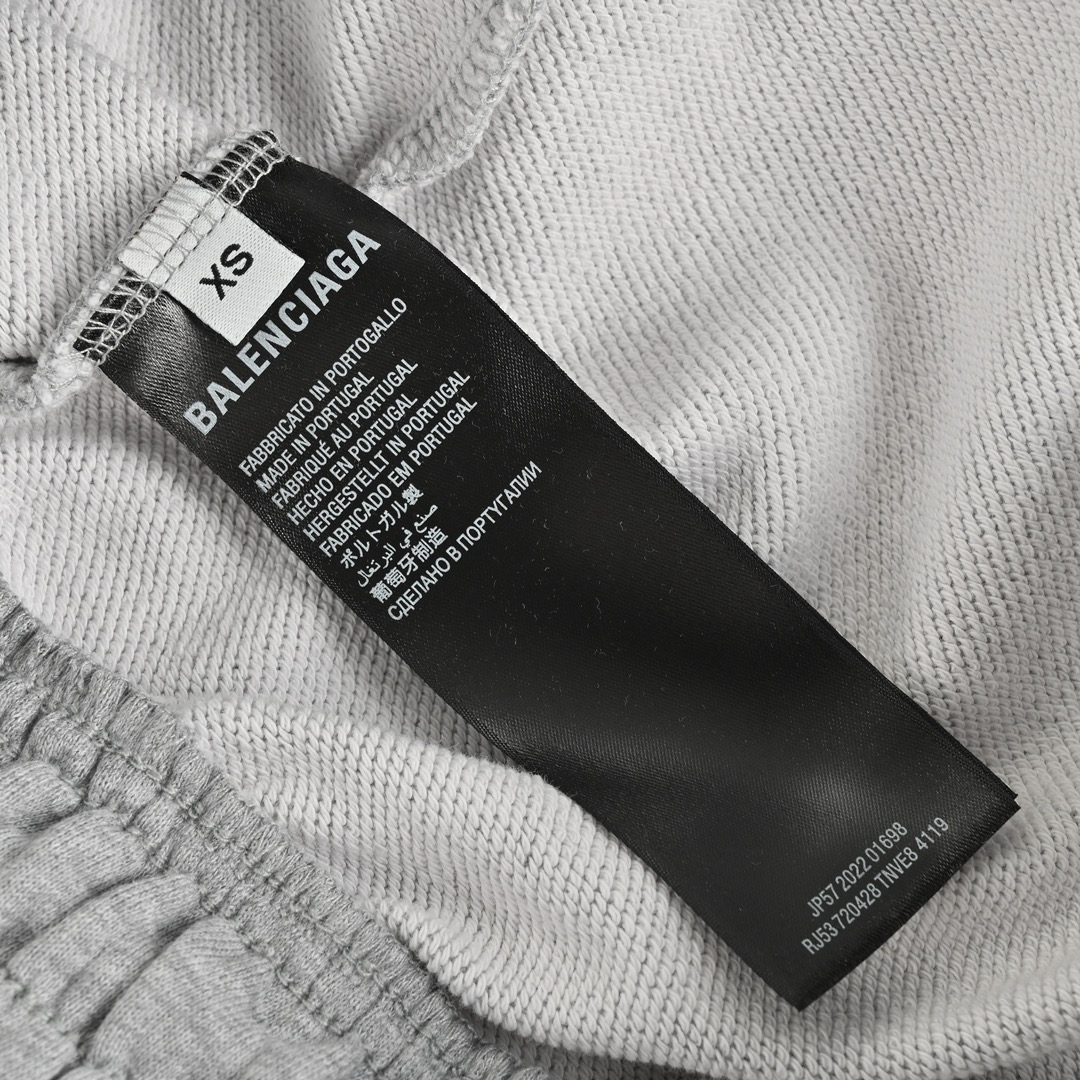 XS
BALENCIAGA
FABBRICATO IN PORTOGALLO
MADE IN PORTUGAL
FABRIQUÉ AU PORTUGAL
HECHO EN PORTUGAL
HERGESTELLT IN PORTUGAL
FABRICADO EM PORTUGAL
ポルトガル製
صنع في البرتغال
葡萄牙制造
СДЕЛАНО В ПОРТУГАЛИИ
JP57 2022 01698
RJ53 720428 TNVE8 4119